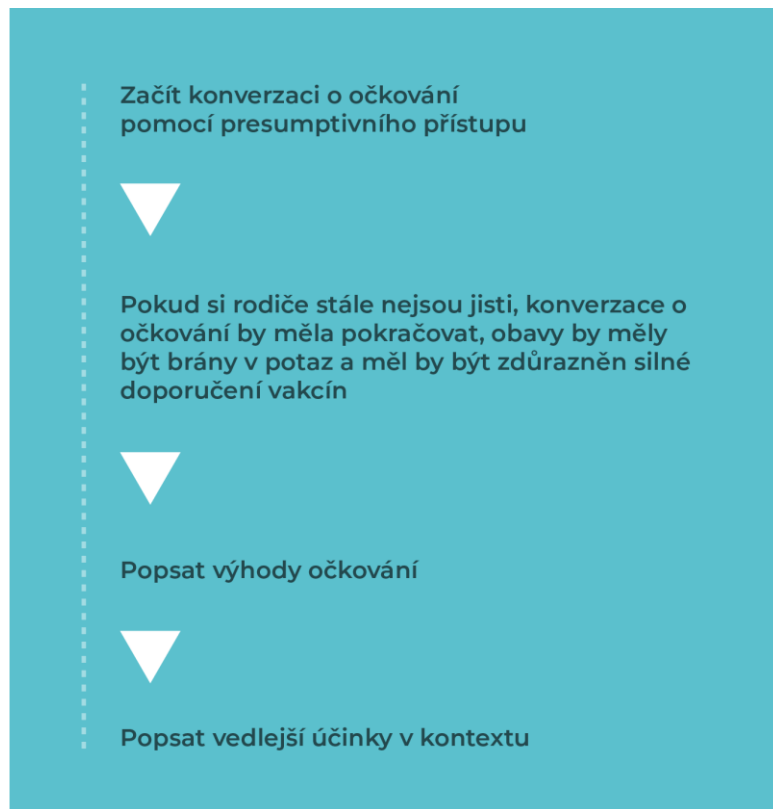 Začít konverzaci o očkování
pomocí presumptivního přístupu
Pokud si rodiče stále nejsou jisti, konverzace o
očkování by měla pokračovat, obavy by měly
být brány v potaz a měl by být zdůrazněn silné
doporučení vakcín
Popsat výhody očkování
Popsat vedlejší účinky v kontextu